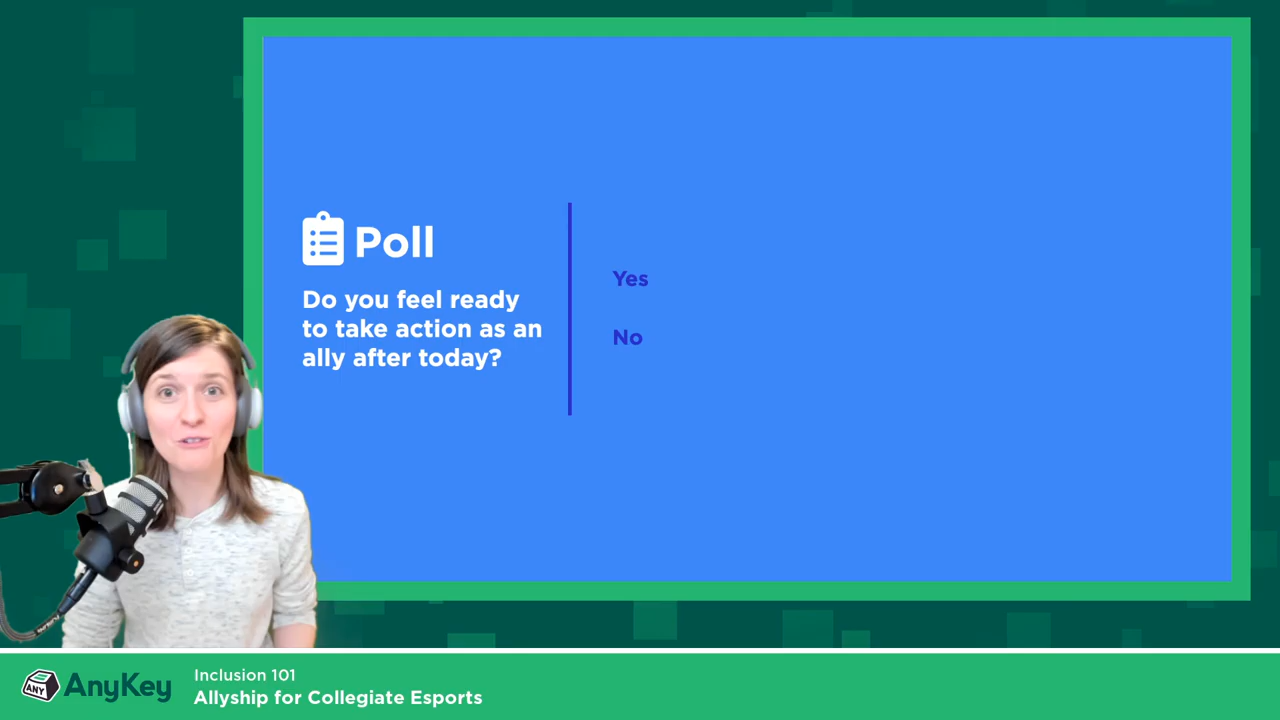 Poll
Do you feel ready
to take action as an
ally after today?
Yes
No
ANY
AnyKey
Inclusion 101
Allyship for Collegiate Esports